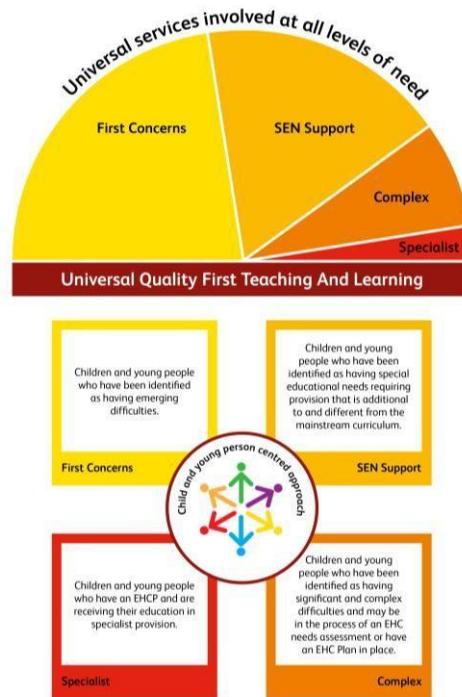 Universal services involved at all levels of need
First Concerns
SEN Support
Complex
Specialist
Universal Quality First Teaching And Learning
Children and young people
who have been identified
as having emerging
difficulties.
First Concerns
Children and young
people who have been
identified as having special
educational needs requiring
provision that is additional
to and different from the
mainstream curriculum.
SEN Support
Child and young person centred approach
Children and young people
who have an EHCP and are
receiving their education in
specialist provision.
Specialist
Children and young
people who have been
identified as having
significant and complex
difficulties and may be
in the process of an EHC
needs assessment or have
an EHC Plan in place.
Complex